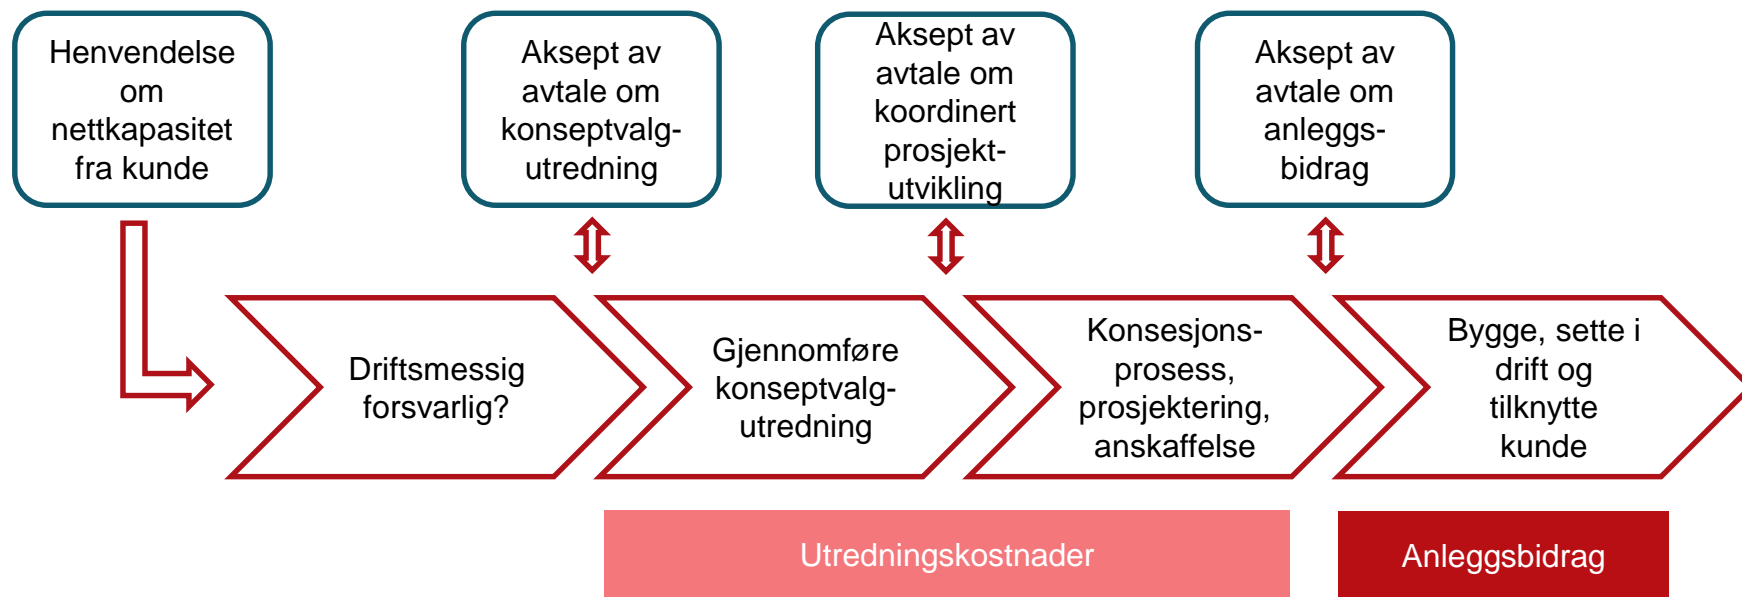 Henvendelse
om
nettkapasitet
fra kunde
Aksept av
avtale om
konseptvalg-
utredning
Aksept av
avtale om
koordinert
prosjekt-
utvikling
Aksept av
avtale om
anleggs-
bidrag
Driftsmessig
forsvarlig?
Gjennomføre
konseptvalg-
utredning
Konsesjons-
prosess,
prosjektering,
anskaffelse
Bygge, sette i
drift og
tilknytte
kunde
Utredningskostnader
Anleggsbidrag